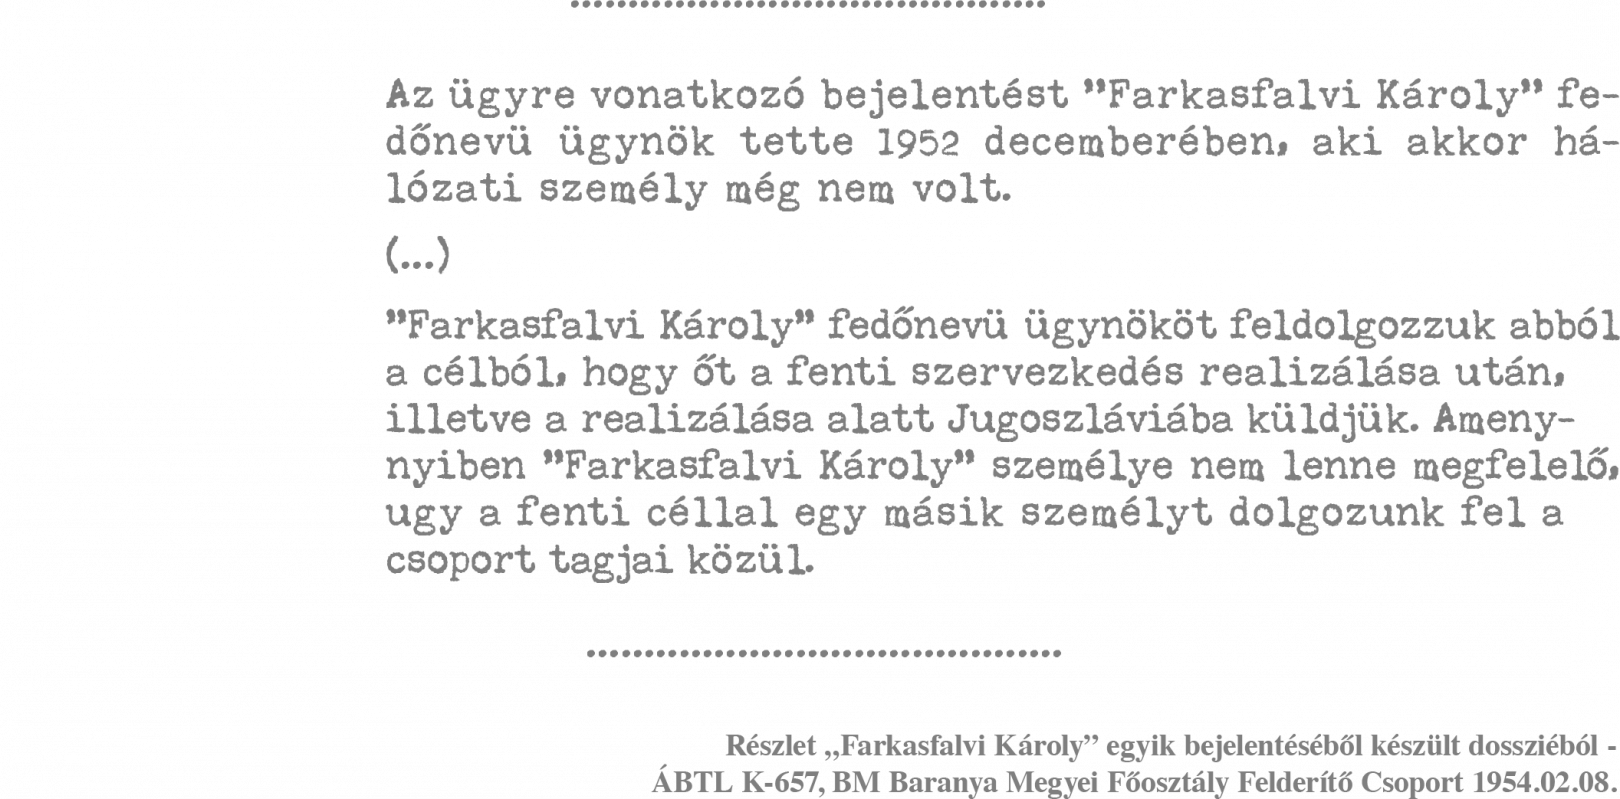 ........................................
Az ügyre vonatkozó bejelentést ”Farkasfalvi Károly” fe-
dőnevü ügynök tette 1952 decemberében, aki akkor há-
lózati személy még nem volt.
(...)
”Farkasfalvi Károly” fedőnevü ügynököt feldolgozzuk abból
a célból, hogy őt a fenti szervezkedés realizálása után,
illetve a realizálása alatt Jugoszláviába küldjük. Ameny-
nyiben ”Farkasfalvi Károly” személye nem lenne megfelelő,
ugy a fenti céllal egy másik személyt dolgozunk fel a
csoport tagjai közül.
........................................
Részlet „Farkasfalvi Károly” egyik bejelentéséből készült dossziéból -
ÁBTL K-657, BM Baranya Megyei Főosztály Felderítő Csoport 1954.02.08.